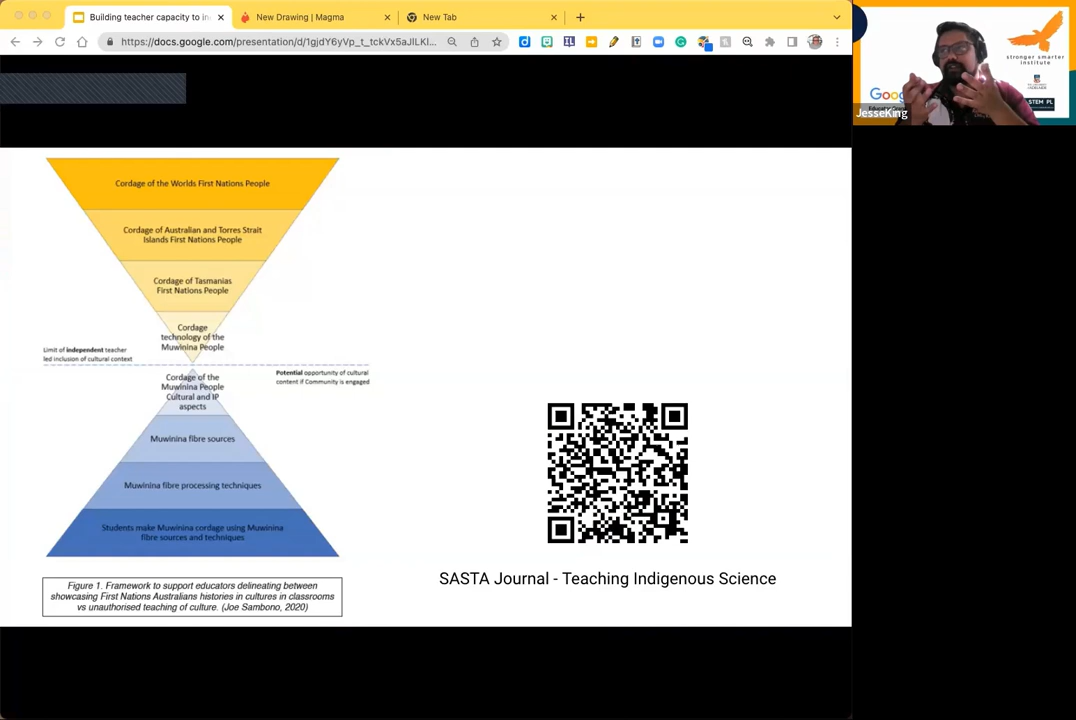 Building teacher capacity to in
New Drawing | Magma
New Tab
https://docs.google.com/presentation/d/1gjdY6yVp_t_tckVx5aJILKl...
stronger smarter
institute
Goo
JesseKing
STEM PL
Cordage of the Worlds First Nations People
Cordage of Australian and Torres Strait
Islands First Nations People
Cordage of Tasmanias
First Nations People
Cordage
technology of the
Muwinina People
Limit of independent teacher
led inclusion of cultural context
Potential opportunity of cultural
content if Community is engaged
Cordage of the
Muwinina People
Cultural and IP
aspects
Muwinina fibre sources
Muwinina fibre processing techniques
Students make Muwinina cordage using Muwinina
fibre sources and techniques
Figure 1. Framework to support educators delineating between
showcasing First Nations Australians histories in cultures in classrooms
vs unauthorised teaching of culture. (Joe Sambono, 2020)
SASTA Journal - Teaching Indigenous Science